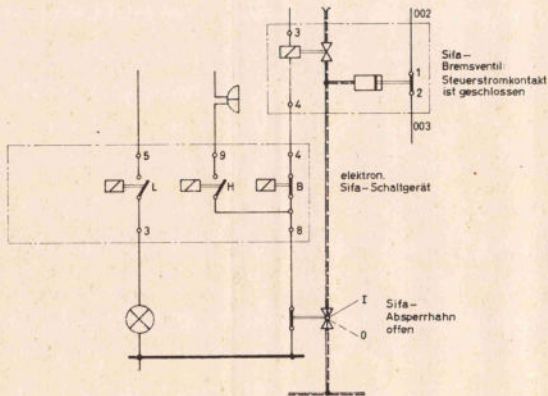 002
3
Sifa-
Bremsventil:
Steuerstromkontakt
ist geschlossen
1
2
4
003
5
9
4
elektron.
Sifa-Schaltgerät
L
H
B
3
8
I
Sifa-
Absperrhahn
offen
0